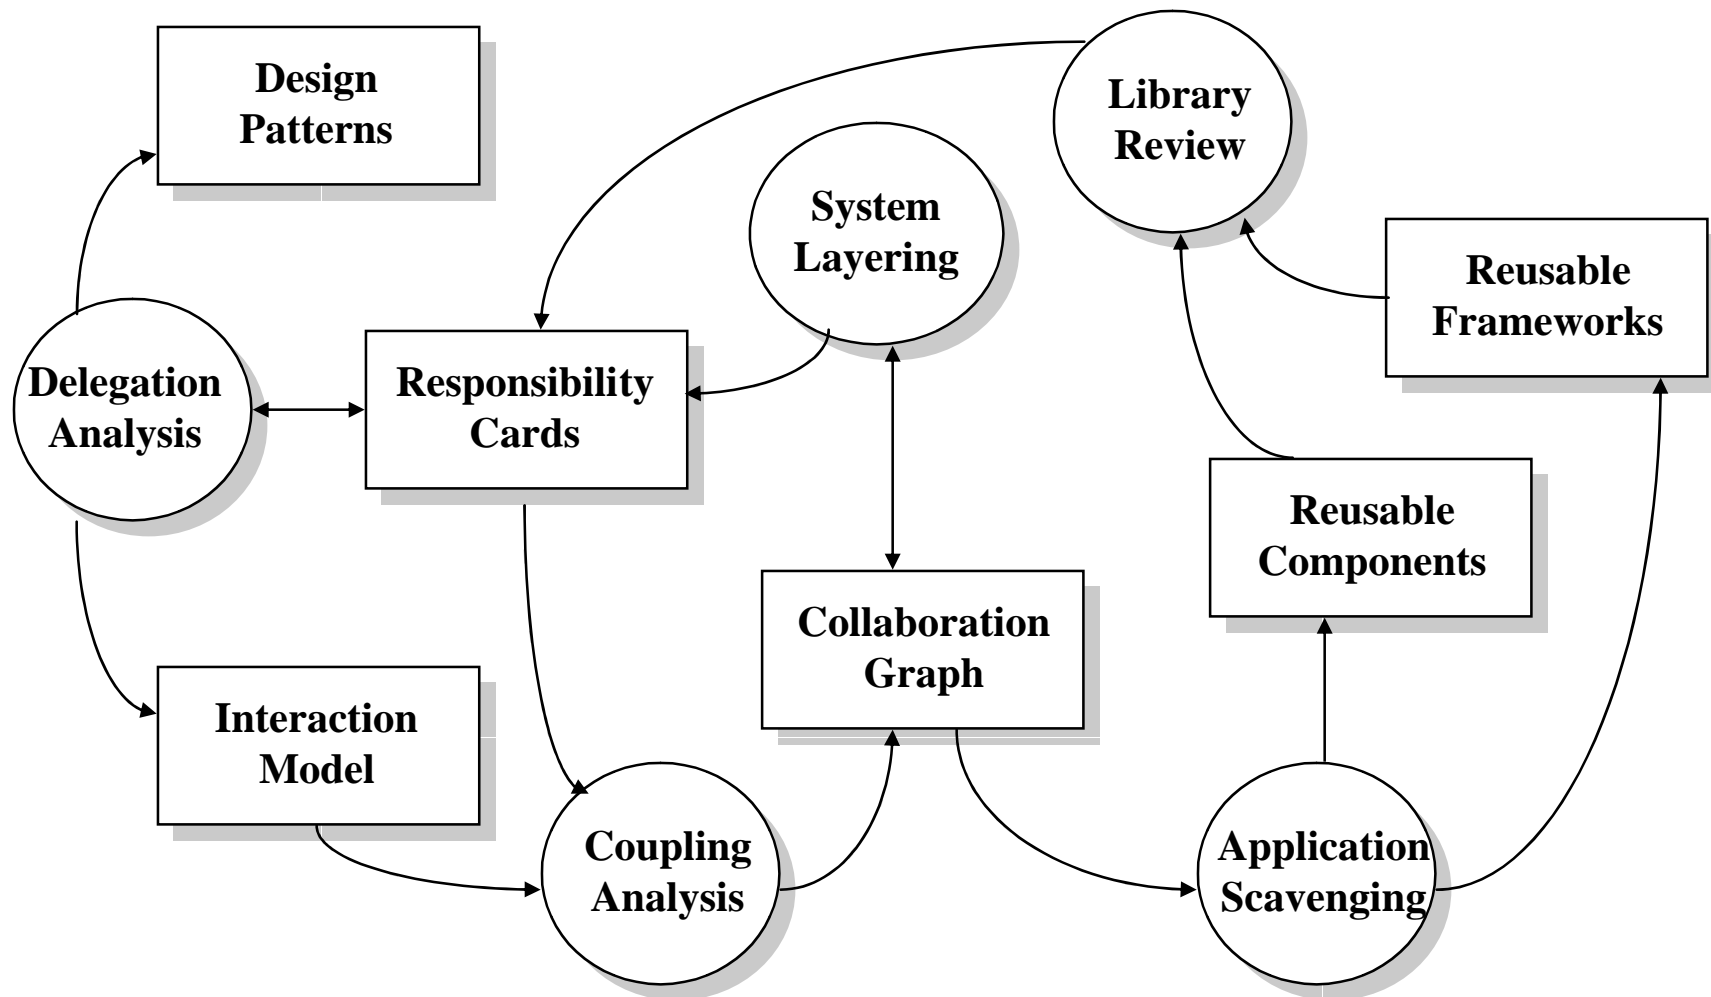 Design
Patterns
Library
Review
System
Layering
Reusable
Frameworks
Delegation
Analysis
Responsibility
Cards
Reusable
Components
Collaboration
Graph
Interaction
Model
Coupling
Analysis
Application
Scavenging